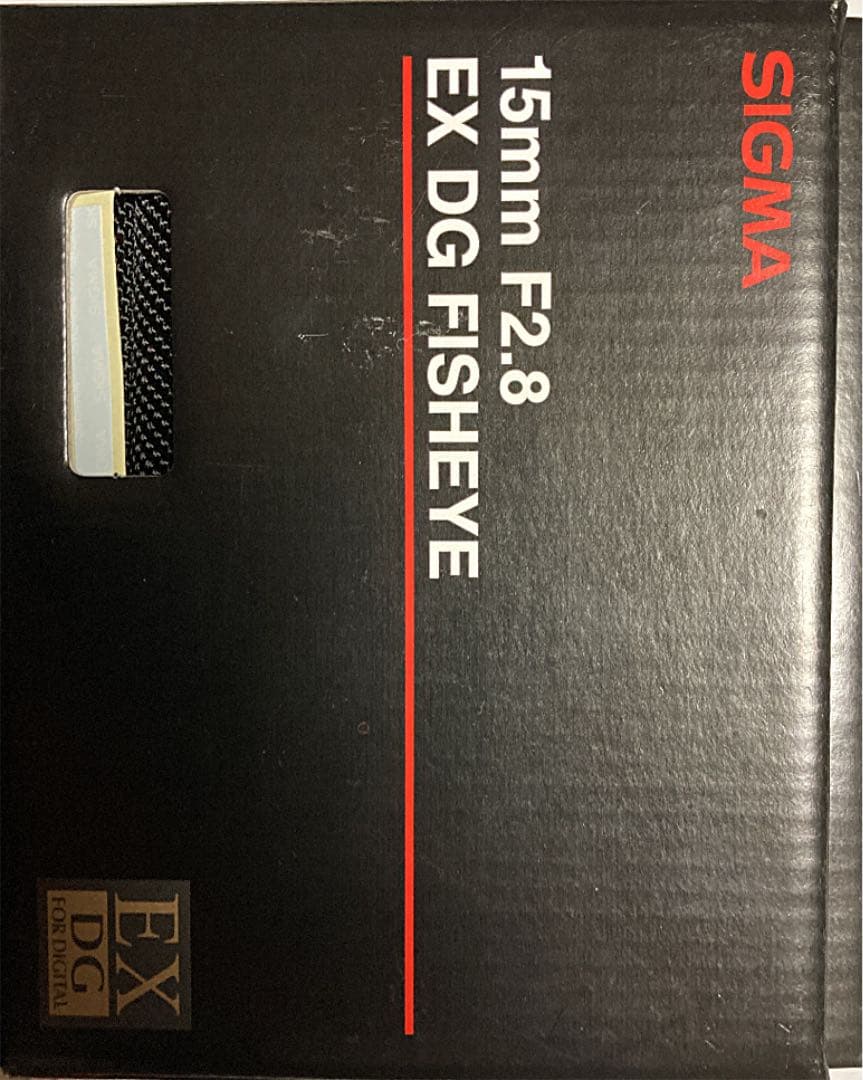 SIGMA
15mm F2.8
EX DG FISHEYE
EX
DG
FOR DIGITAL